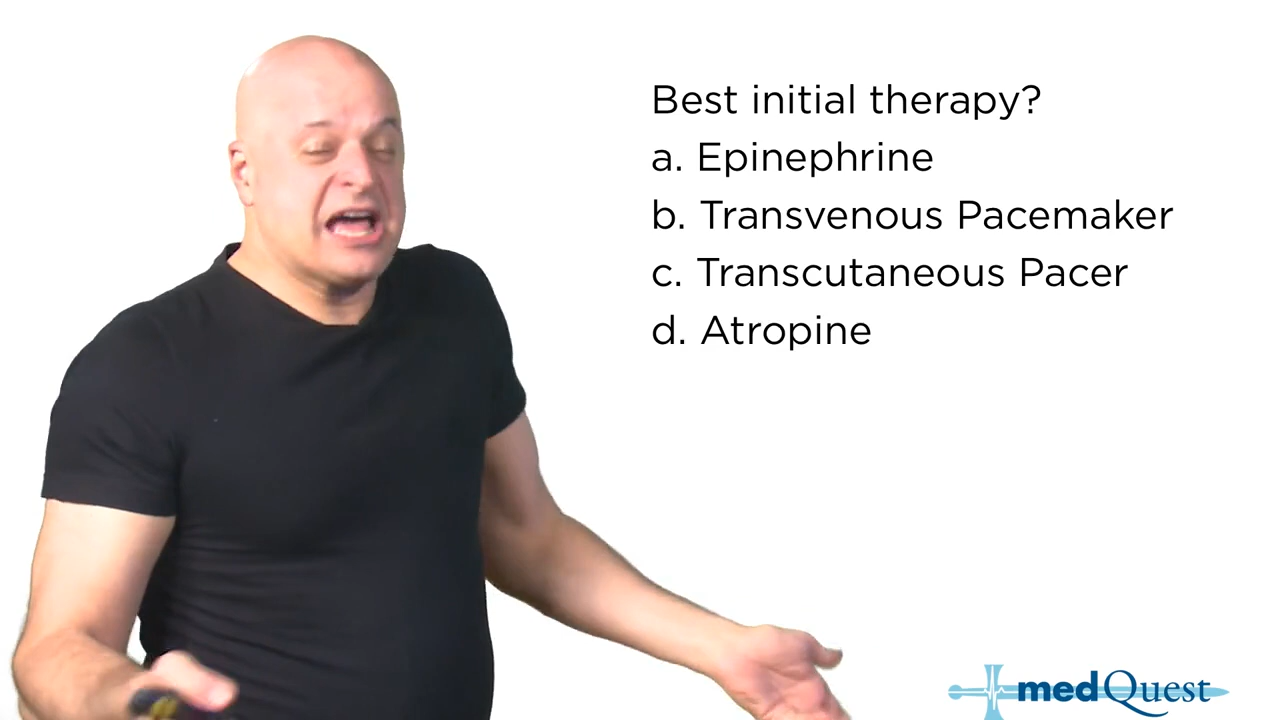 Best initial therapy?
a. Epinephrine
b. Transvenous Pacemaker
c. Transcutaneous Pacer
d. Atropine
medQuest